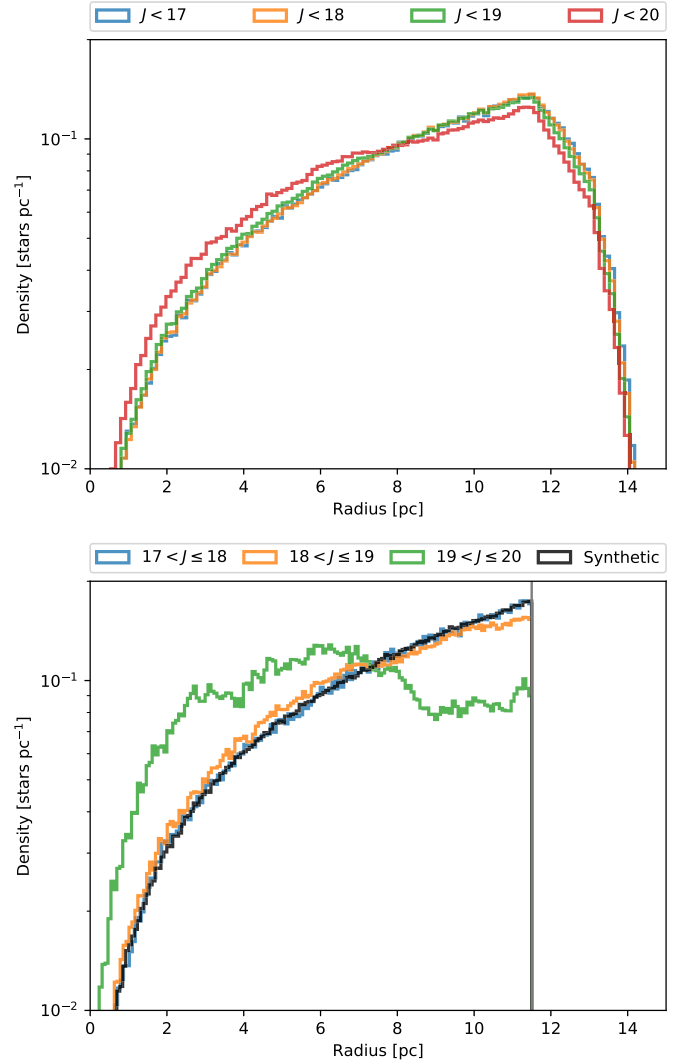 J < 17 J < 18 J < 19 J < 20
10⁻¹
10⁻²
Density [stars pc⁻¹]
0 2 4 6 8 10 12 14
Radius [pc]
17 < J ≤ 18 18 < J ≤ 19 19 < J ≤ 20 Synthetic
10⁻¹
10⁻²
Density [stars pc⁻¹]
0 2 4 6 8 10 12 14
Radius [pc]